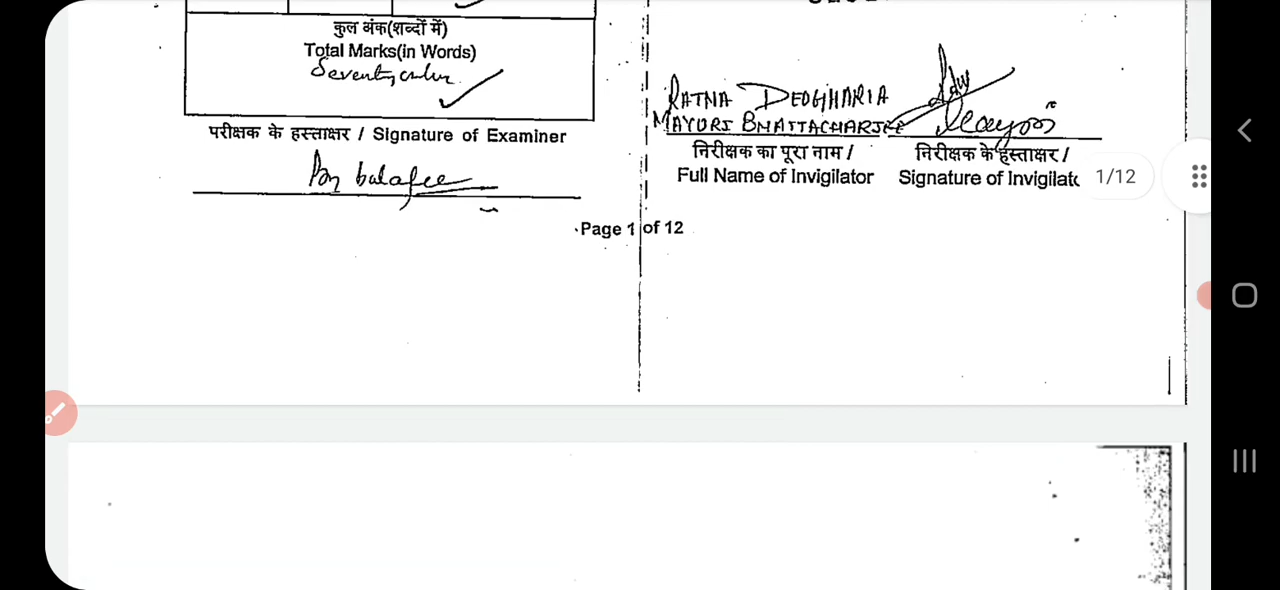 कुल अंक(शब्दों में)
Total Marks(in Words)
Seventy
परीक्षक के हस्ताक्षर / Signature of Examiner
RATNA DEOGHARIA
MAYURI BHATTACHARJEE
निरीक्षक का पूरा नाम /
Full Name of Invigilator
निरीक्षक के हस्ताक्षर /
Signature of Invigilatc
1/12
Page 1 of 12